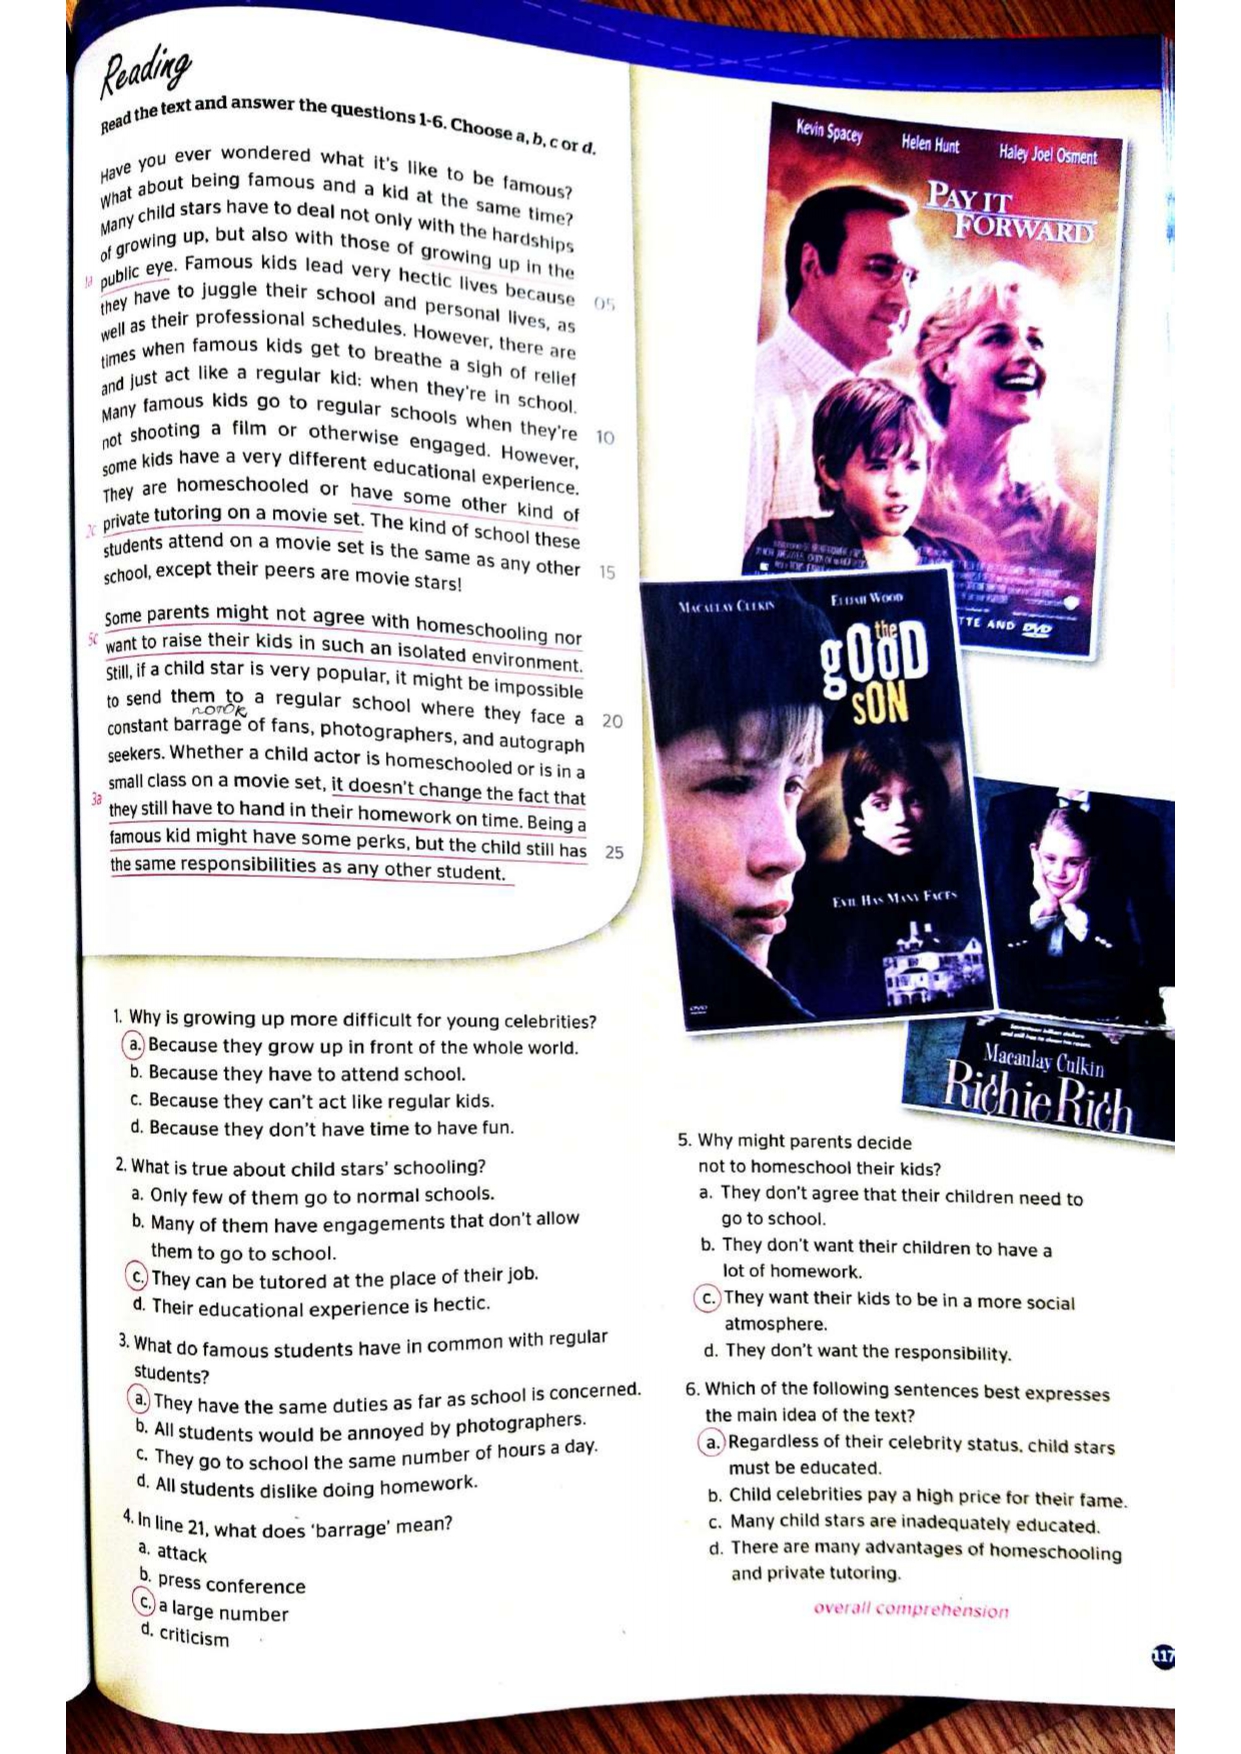 Reading
Read the text and answer the questions 1-6. Choose a, b, c or d.
Have you ever wondered what it's like to be famous?
What about being famous and a kid at the same time?
Many child stars have to deal not only with the hardships
of growing up, but also with those of growing up in the
1a public eye. Famous kids lead very hectic lives because 05
they have to juggle their school and personal lives, as
well as their professional schedules. However, there are
times when famous kids get to breathe a sigh of relief
and just act like a regular kid: when they're in school.
Many famous kids go to regular schools when they're 10
not shooting a film or otherwise engaged. However,
some kids have a very different educational experience.
They are homeschooled or have some other kind of
2c private tutoring on a movie set. The kind of school these
students attend on a movie set is the same as any other 15
school, except their peers are movie stars!
Some parents might not agree with homeschooling nor
5c want to raise their kids in such an isolated environment.
Still, if a child star is very popular, it might be impossible
to send them to a regular school where they face a 20
constant barrage of fans, photographers, and autograph
seekers. Whether a child actor is homeschooled or is in a
small class on a movie set, it doesn't change the fact that
3a they still have to hand in their homework on time. Being a
famous kid might have some perks, but the child still has 25
the same responsibilities as any other student.
Kevin Spacey Helen Hunt Haley Joel Osment
PAY IT
FORWARD
TTE AND DVD
MACAULAY CULKIN ELIJAH WOOD
the
gOOD
SON
EVIL HAS MANY FACES
Macaulay Culkin
Richie Rich
1. Why is growing up more difficult for young celebrities?
a. Because they grow up in front of the whole world.
b. Because they have to attend school.
c. Because they can't act like regular kids.
d. Because they don't have time to have fun.
2. What is true about child stars' schooling?
a. Only few of them go to normal schools.
b. Many of them have engagements that don't allow
them to go to school.
c. They can be tutored at the place of their job.
d. Their educational experience is hectic.
3. What do famous students have in common with regular
students?
a. They have the same duties as far as school is concerned.
b. All students would be annoyed by photographers.
c. They go to school the same number of hours a day.
d. All students dislike doing homework.
4. In line 21, what does 'barrage' mean?
a. attack
b. press conference
c. a large number
d. criticism
5. Why might parents decide
not to homeschool their kids?
a. They don't agree that their children need to
go to school.
b. They don't want their children to have a
lot of homework.
c. They want their kids to be in a more social
atmosphere.
d. They don't want the responsibility.
6. Which of the following sentences best expresses
the main idea of the text?
a. Regardless of their celebrity status, child stars
must be educated.
b. Child celebrities pay a high price for their fame.
c. Many child stars are inadequately educated.
d. There are many advantages of homeschooling
and private tutoring.
overall comprehension
117